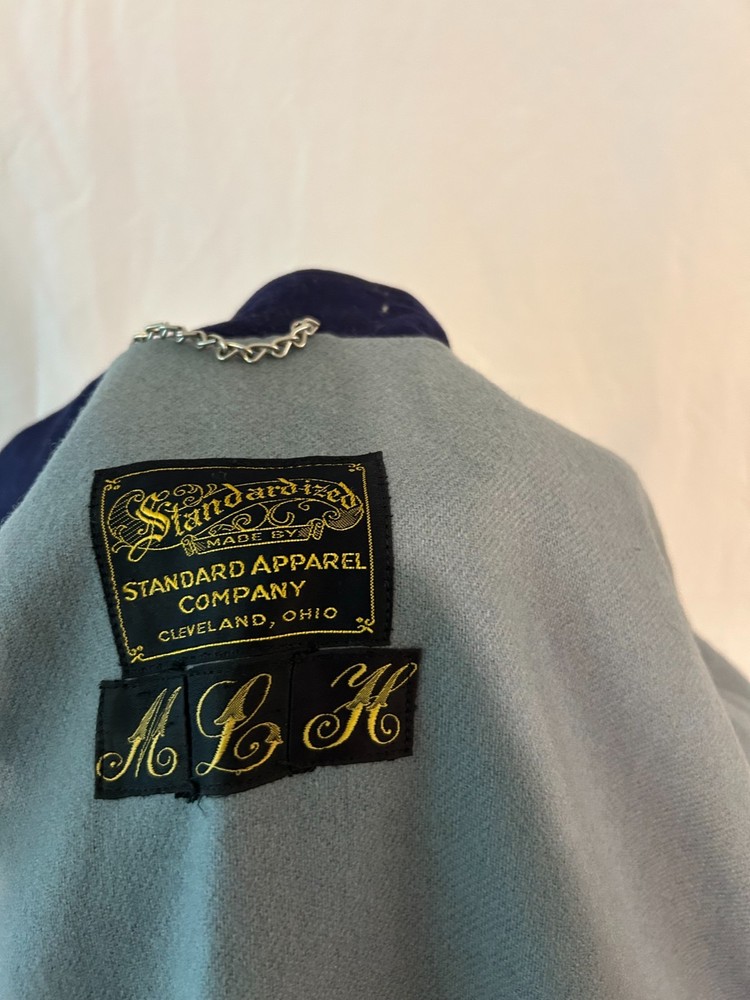 Standardized
MADE BY
STANDARD APPAREL
COMPANY
CLEVELAND, OHIO
M L H